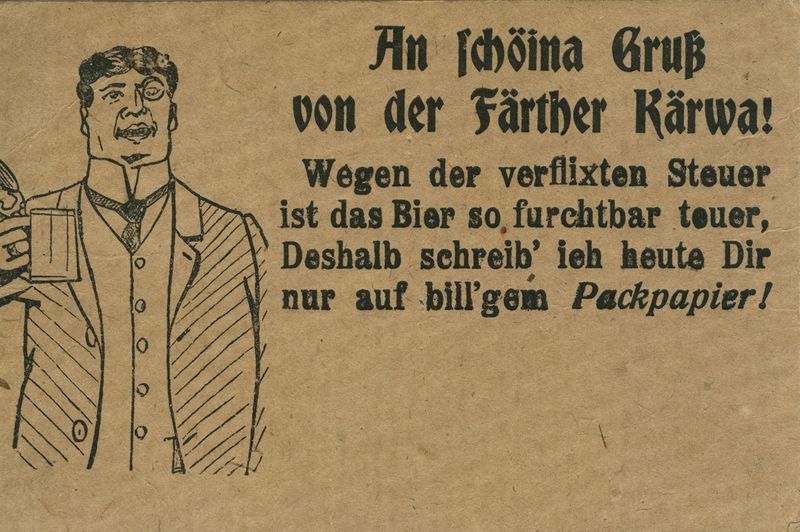 An schöina Gruß
von der Färther Kärwa!
Wegen der verflixten Steuer
ist das Bier so furchtbar teuer,
Deshalb schreib' ich heute Dir
nur auf bill'gem Packpapier!